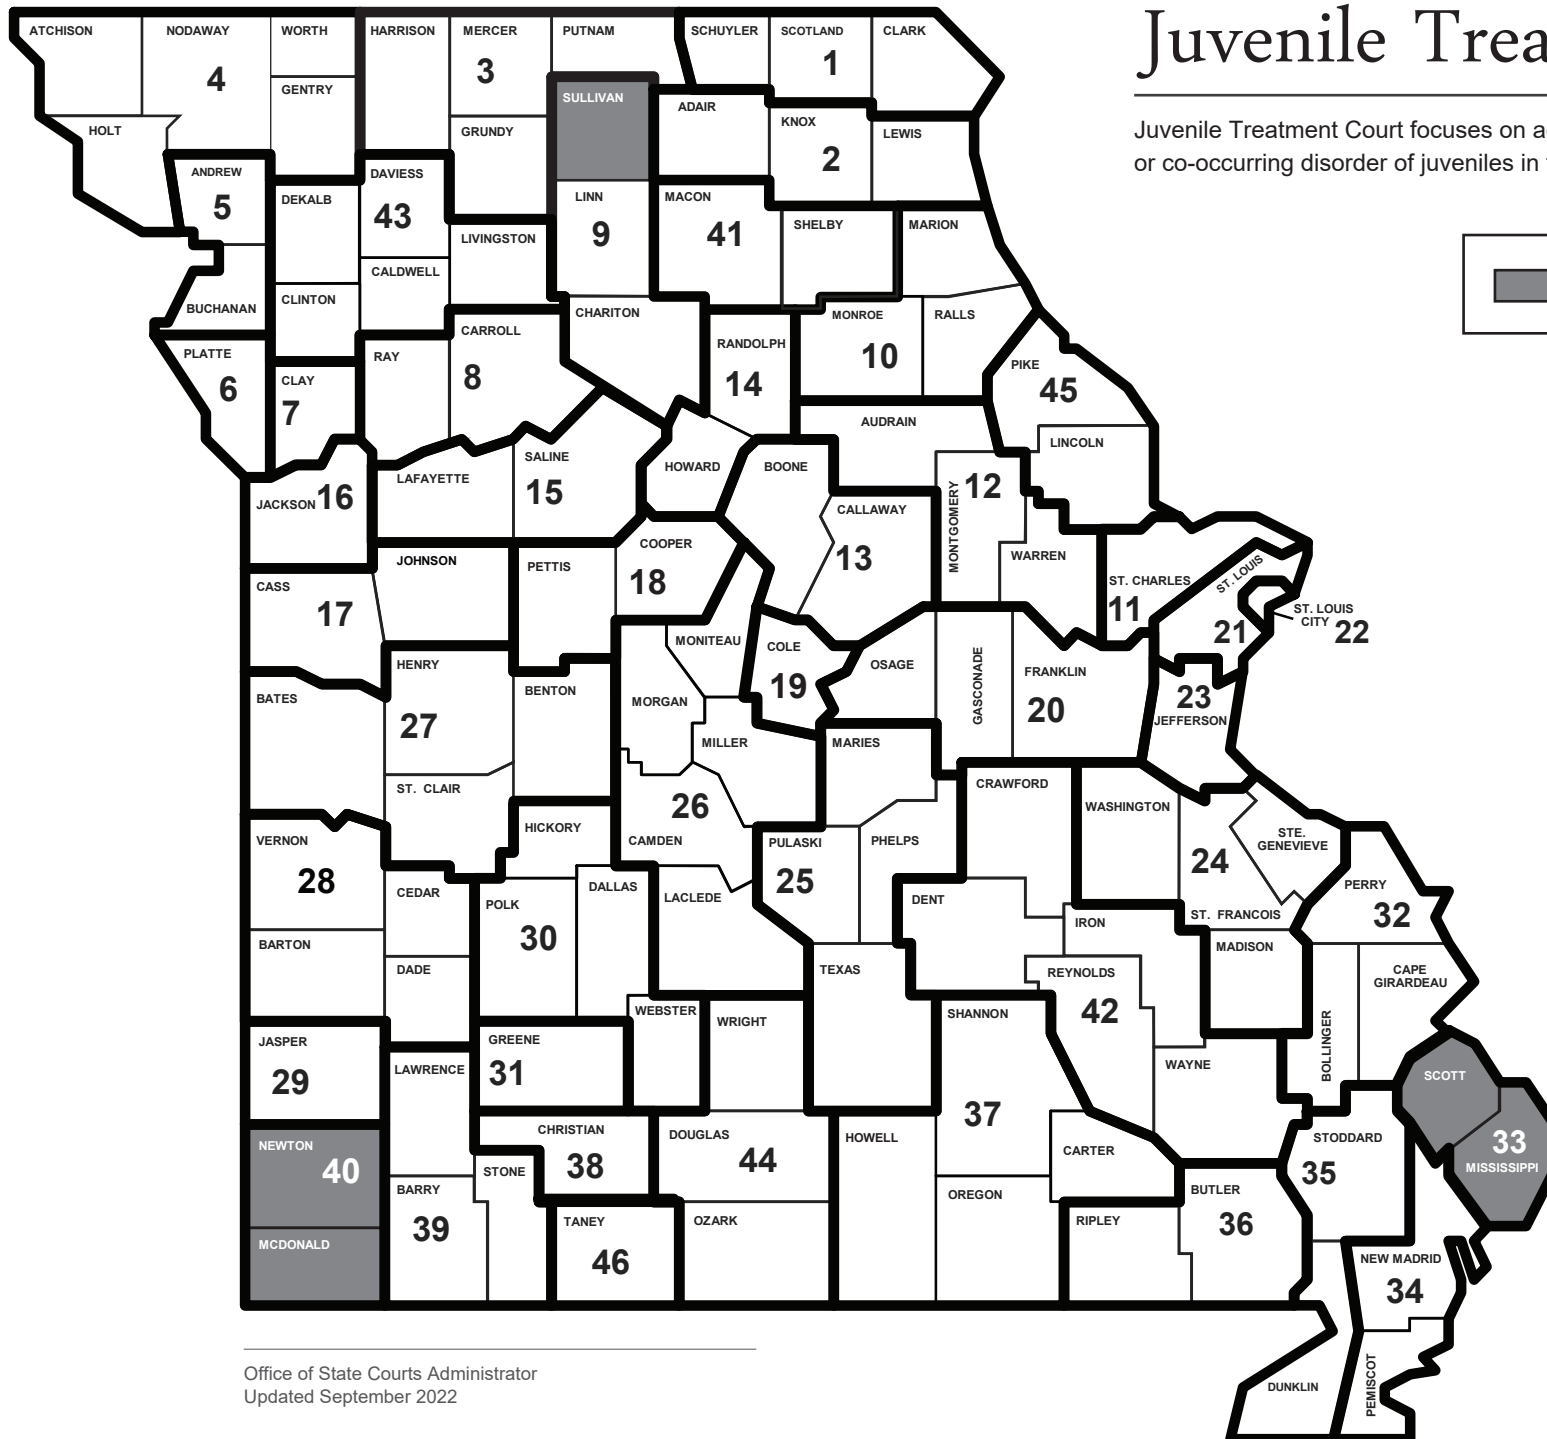 Juvenile Trea
Juvenile Treatment Court focuses on a
or co-occurring disorder of juveniles in
ATCHISON
NODAWAY
WORTH
HARRISON
MERCER
PUTNAM
SCHUYLER
SCOTLAND
CLARK
4
3
1
GENTRY
SULLIVAN
ADAIR
HOLT
GRUNDY
KNOX
LEWIS
2
ANDREW
DAVIESS
5
DEKALB
43
LINN
MACON
9
41
SHELBY
MARION
LIVINGSTON
CALDWELL
BUCHANAN
CLINTON
CHARITON
MONROE
RALLS
CARROLL
RANDOLPH
PLATTE
RAY
10
6
CLAY
8
14
PIKE
45
7
AUDRAIN
LINCOLN
SALINE
HOWARD
BOONE
LAFAYETTE
JACKSON
16
15
12
MONTGOMERY
CALLAWAY
COOPER
13
JOHNSON
PETTIS
WARREN
CASS
18
ST. CHARLES
ST. LOUIS
17
11
ST. LOUIS
CITY
22
21
MONITEAU
COLE
HENRY
OSAGE
GASCONADE
FRANKLIN
BATES
BENTON
MORGAN
19
20
23
JEFFERSON
27
MILLER
MARIES
ST. CLAIR
CRAWFORD
26
WASHINGTON
HICKORY
VERNON
CAMDEN
PULASKI
PHELPS
STE.
GENEVIEVE
28
25
24
CEDAR
DALLAS
LACLEDE
DENT
PERRY
POLK
32
30
IRON
ST. FRANCOIS
BARTON
MADISON
DADE
TEXAS
REYNOLDS
CAPE
GIRARDEAU
WEBSTER
WRIGHT
SHANNON
42
JASPER
GREENE
BOLLINGER
29
LAWRENCE
31
WAYNE
SCOTT
37
CHRISTIAN
DOUGLAS
HOWELL
STODDARD
33
NEWTON
40
38
44
CARTER
MISSISSIPPI
STONE
35
BARRY
OREGON
BUTLER
39
TANEY
OZARK
RIPLEY
36
MCDONALD
46
NEW MADRID
34
PEMISCOT
DUNKLIN
Office of State Courts Administrator
Updated September 2022